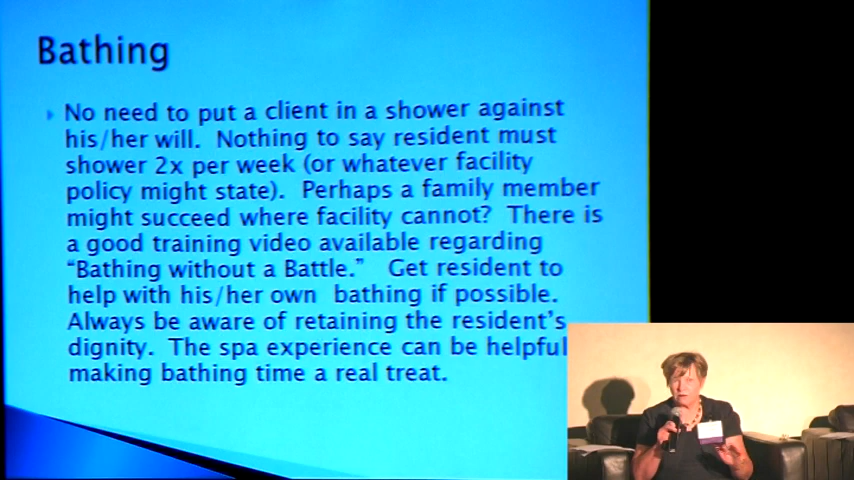 Bathing
No need to put a client in a shower against
his/her will.  Nothing to say resident must
shower 2x per week (or whatever facility
policy might state).  Perhaps a family member
might succeed where facility cannot?  There is
a good training video available regarding
“Bathing without a Battle.”   Get resident to
help with his/her own  bathing if possible.
Always be aware of retaining the resident’s
dignity.  The spa experience can be helpful
making bathing time a real treat.